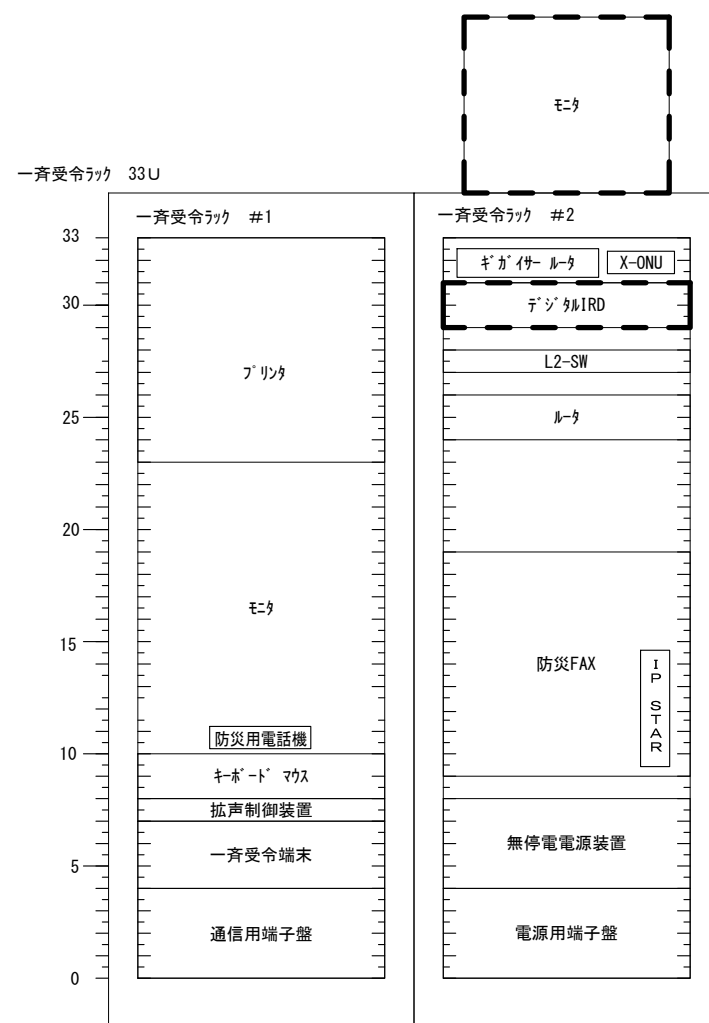 モニタ
一斉受令ﾗｯｸ 33U
一斉受令ﾗｯｸ #1
一斉受令ﾗｯｸ #2
33
30
25
20
15
10
5
0
ﾌﾟﾘﾝﾀ
ﾓﾆﾀ
防災用電話機
ｷｰﾎﾞｰﾄﾞ ﾏｳｽ
拡声制御装置
一斉受令端末
通信用端子盤
ｷﾞｶﾞｲｻｰ ﾙｰﾀ
X-ONU
ﾃﾞｼﾞﾀﾙIRD
L2-SW
ﾙｰﾀ
防災FAX
IP STAR
無停電電源装置
電源用端子盤